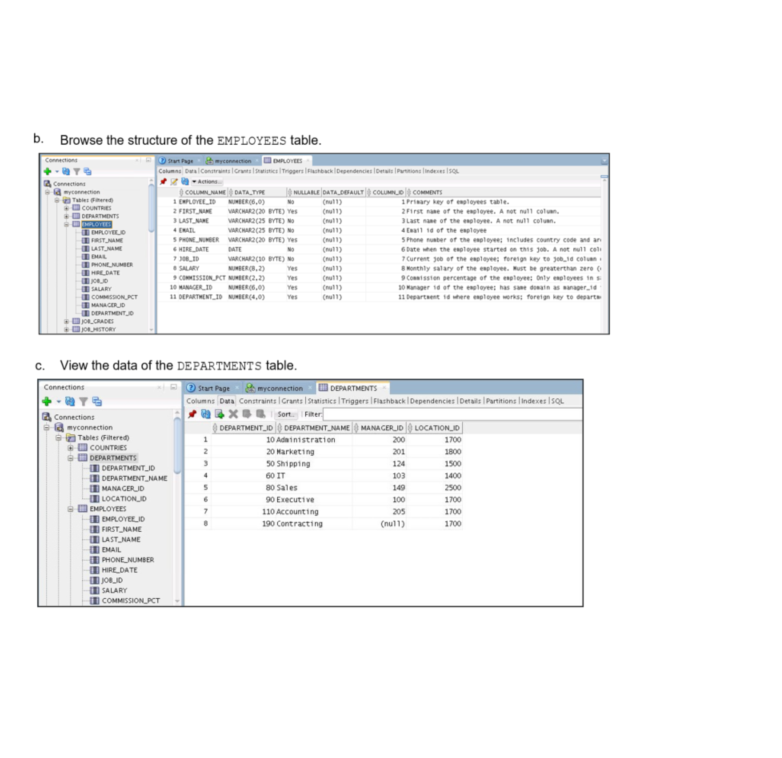 b. Browse the structure of the EMPLOYEES table.
Connections
Start Page myconnection EMPLOYEES
Columns Data Constraints Grants Statistics Triggers Flashback Dependencies Details Partitions Indexes SQL
Actions...
Connections
myconnection
Tables (Filtered)
COUNTRIES
DEPARTMENTS
EMPLOYEES
EMPLOYEE_ID
FIRST_NAME
LAST_NAME
EMAIL
PHONE_NUMBER
HIRE_DATE
JOB_ID
SALARY
COMMISSION_PCT
MANAGER_ID
DEPARTMENT_ID
JOB_GRADES
JOB_HISTORY
COLUMN_NAME DATA_TYPE NULLABLE DATA_DEFAULT COLUMN_ID COMMENTS
1 EMPLOYEE_ID NUMBER(6,0) No (null) 1 Primary key of employees table.
2 FIRST_NAME VARCHAR2(20 BYTE) Yes (null) 2 First name of the employee. A not null column.
3 LAST_NAME VARCHAR2(25 BYTE) No (null) 3 Last name of the employee. A not null column.
4 EMAIL VARCHAR2(25 BYTE) No (null) 4 Email id of the employee
5 PHONE_NUMBER VARCHAR2(20 BYTE) Yes (null) 5 Phone number of the employee; includes country code and ar
6 HIRE_DATE DATE No (null) 6 Date when the employee started on this job. A not null col
7 JOB_ID VARCHAR2(10 BYTE) No (null) 7 Current job of the employee; foreign key to job_id column
8 SALARY NUMBER(8,2) Yes (null) 8 Monthly salary of the employee. Must be greaterthan zero (
9 COMMISSION_PCT NUMBER(2,2) Yes (null) 9 Commission percentage of the employee; Only employees in s
10 MANAGER_ID NUMBER(6,0) Yes (null) 10 Manager id of the employee; has same domain as manager_id
11 DEPARTMENT_ID NUMBER(4,0) Yes (null) 11 Department id where employee works; foreign key to departm
c. View the data of the DEPARTMENTS table.
Connections
Start Page myconnection DEPARTMENTS
Columns Data Constraints Grants Statistics Triggers Flashback Dependencies Details Partitions Indexes SQL
Sort... Filter:
Connections
myconnection
Tables (Filtered)
COUNTRIES
DEPARTMENTS
DEPARTMENT_ID
DEPARTMENT_NAME
MANAGER_ID
LOCATION_ID
EMPLOYEES
EMPLOYEE_ID
FIRST_NAME
LAST_NAME
EMAIL
PHONE_NUMBER
HIRE_DATE
JOB_ID
SALARY
COMMISSION_PCT
DEPARTMENT_ID DEPARTMENT_NAME MANAGER_ID LOCATION_ID
1 10 Administration 200 1700
2 20 Marketing 201 1800
3 50 Shipping 124 1500
4 60 IT 103 1400
5 80 Sales 149 2500
6 90 Executive 100 1700
7 110 Accounting 205 1700
8 190 Contracting (null) 1700